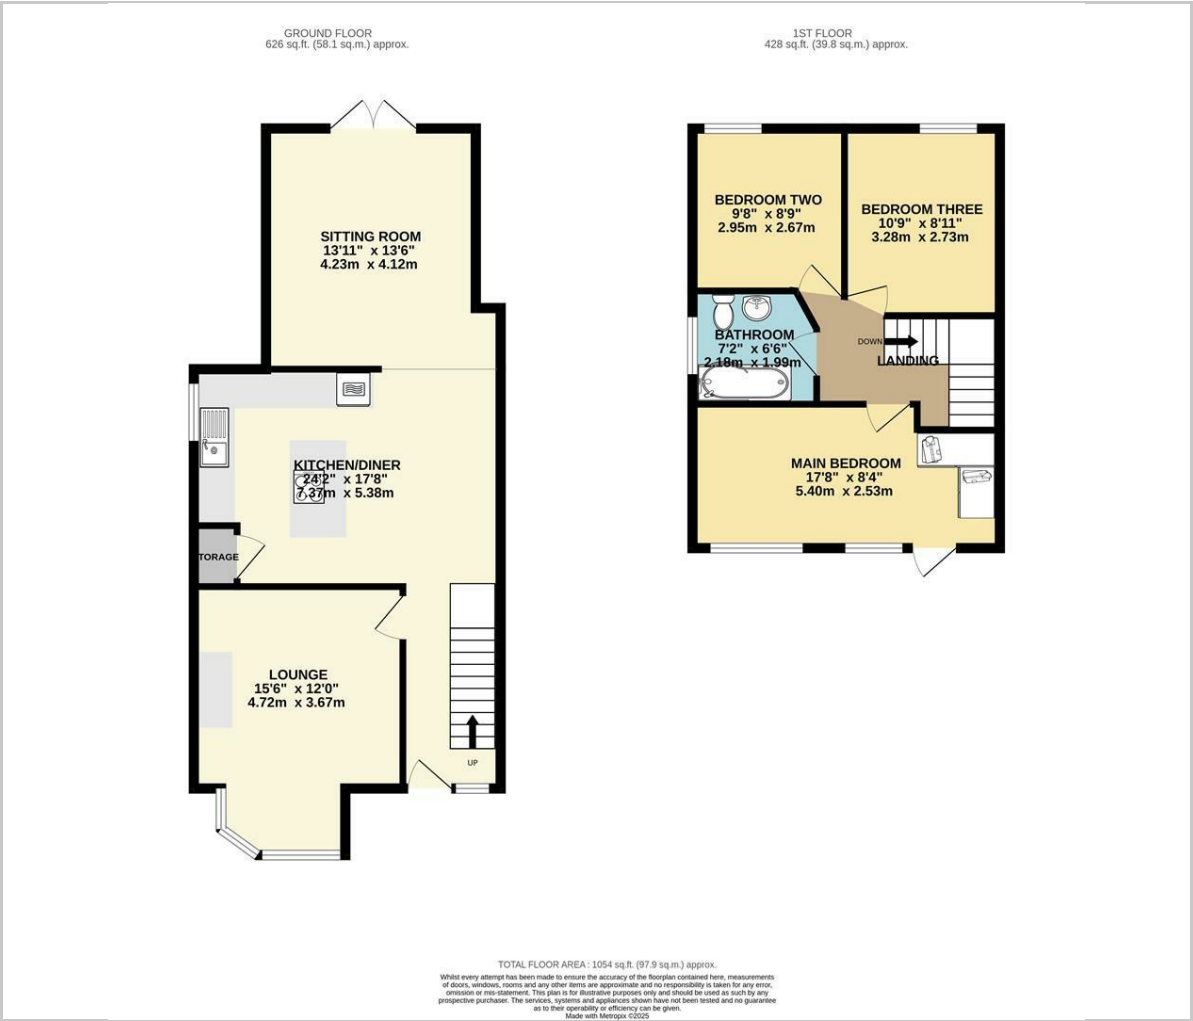 GROUND FLOOR
626 sq.ft. (58.1 sq.m.) approx.
1ST FLOOR
428 sq.ft. (39.8 sq.m.) approx.
SITTING ROOM
13'11" x 13'6"
4.23m x 4.12m
KITCHEN/DINER
24'2" x 17'8"
7.37m x 5.38m
TORAGE
LOUNGE
15'6" x 12'0"
4.72m x 3.67m
UP
BEDROOM TWO
9'8" x 8'9"
2.95m x 2.67m
BEDROOM THREE
10'9" x 8'11"
3.28m x 2.73m
BATHROOM
7'2" x 6'6"
2.18m x 1.99m
DOWN
LANDING
MAIN BEDROOM
17'8" x 8'4"
5.40m x 2.53m
TOTAL FLOOR AREA : 1054 sq.ft. (97.9 sq.m.) approx.
Whilst every attempt has been made to ensure the accuracy of the floorplan contained here, measurements
of doors, windows, rooms and any other items are approximate and no responsibility is taken for any error,
omission or mis-statement. This plan is for illustrative purposes only and should be used as such by any
prospective purchaser. The services, systems and appliances shown have not been tested and no guarantee
as to their operability or efficiency can be given.
Made with Metropix ©2025